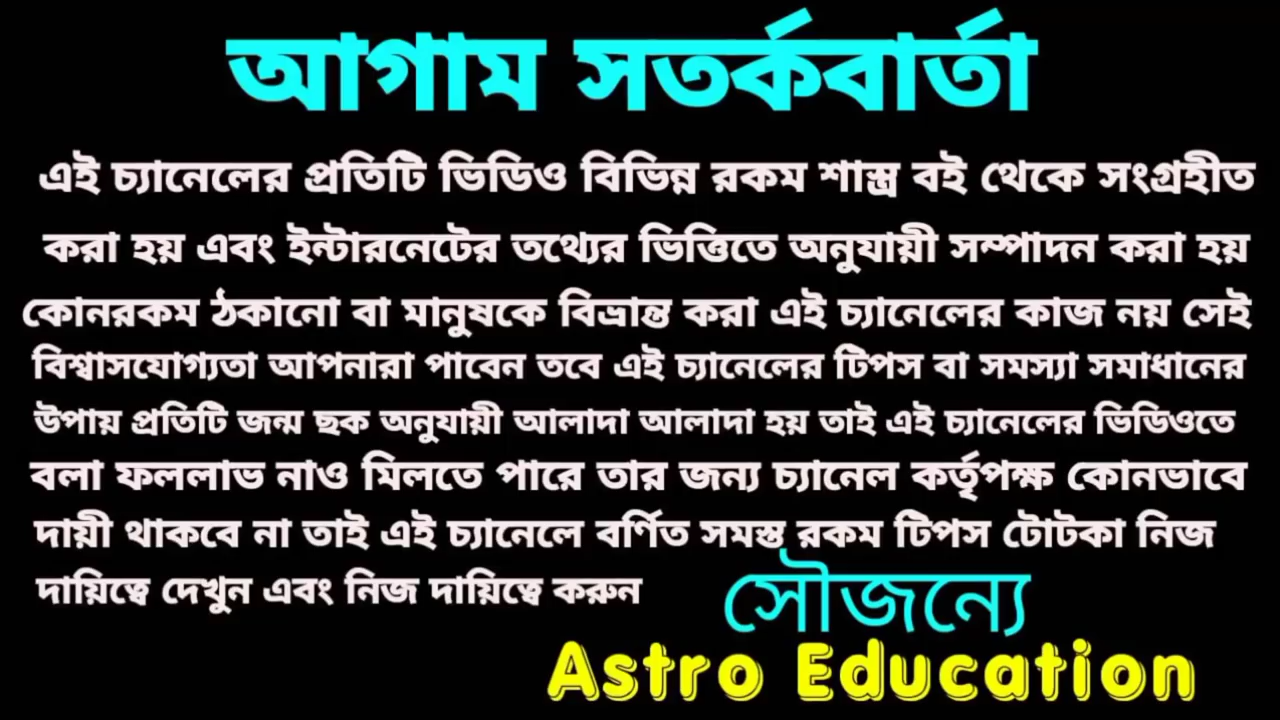 আগাম সতর্কবার্তা
এই চ্যানেলের প্রতিটি ভিডিও বিভিন্ন রকম শাস্ত্র বই থেকে সংগ্রহীত
করা হয় এবং ইন্টারনেটের তথ্যের ভিত্তিতে অনুযায়ী সম্পাদন করা হয়
কোনরকম ঠকানো বা মানুষকে বিভ্রান্ত করা এই চ্যানেলের কাজ নয় সেই
বিশ্বাসযোগ্যতা আপনারা পাবেন তবে এই চ্যানেলের টিপস বা সমস্যা সমাধানের
উপায় প্রতিটি জন্ম ছক অনুযায়ী আলাদা আলাদা হয় তাই এই চ্যানেলের ভিডিওতে
বলা ফললাভ নাও মিলতে পারে তার জন্য চ্যানেল কর্তৃপক্ষ কোনভাবে
দায়ী থাকবে না তাই এই চ্যানেলে বর্ণিত সমস্ত রকম টিপস টোটকা নিজ
দায়িত্বে দেখুন এবং নিজ দায়িত্বে করুন
সৌজন্যে
Astro Education